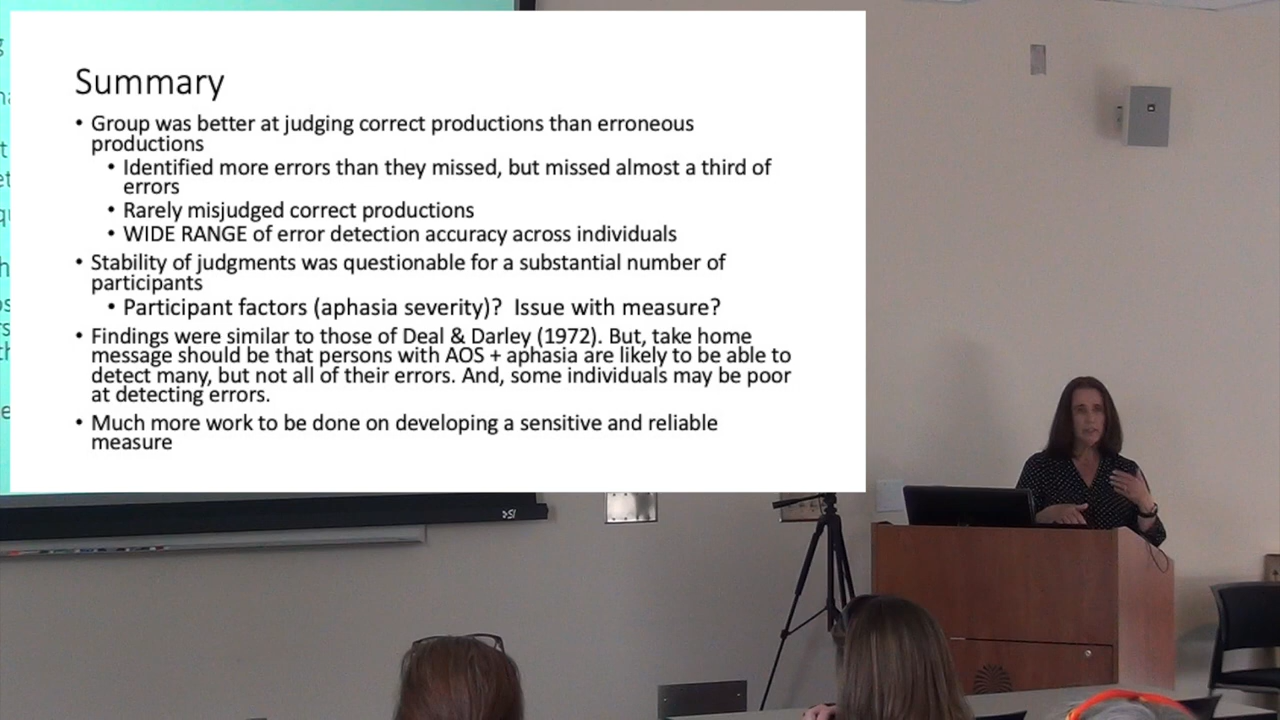 Summary
• Group was better at judging correct productions than erroneous
productions
• Identified more errors than they missed, but missed almost a third of
errors
• Rarely misjudged correct productions
• WIDE RANGE of error detection accuracy across individuals
• Stability of judgments was questionable for a substantial number of
participants
• Participant factors (aphasia severity)? Issue with measure?
• Findings were similar to those of Deal & Darley (1972). But, take home
message should be that persons with AOS + aphasia are likely to be able to
detect many, but not all of their errors. And, some individuals may be poor
at detecting errors.
• Much more work to be done on developing a sensitive and reliable
measure